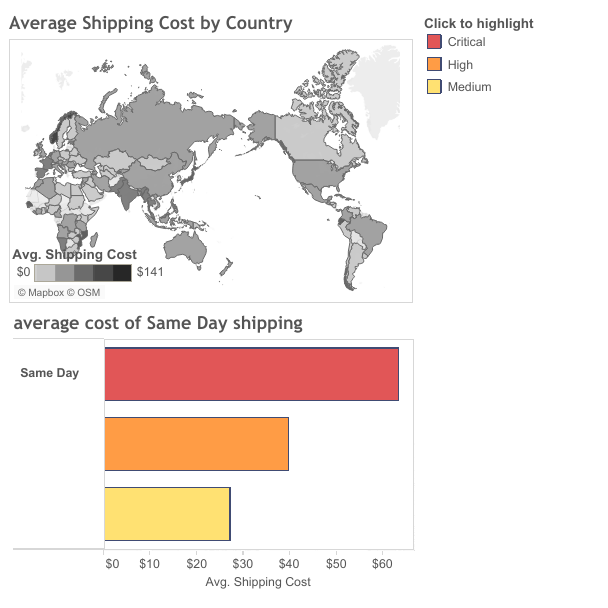 Average Shipping Cost by Country
Click to highlight
Critical
High
Medium
Avg. Shipping Cost
$0 $141
© Mapbox © OSM
average cost of Same Day shipping
Same Day
$0 $10 $20 $30 $40 $50 $60
Avg. Shipping Cost